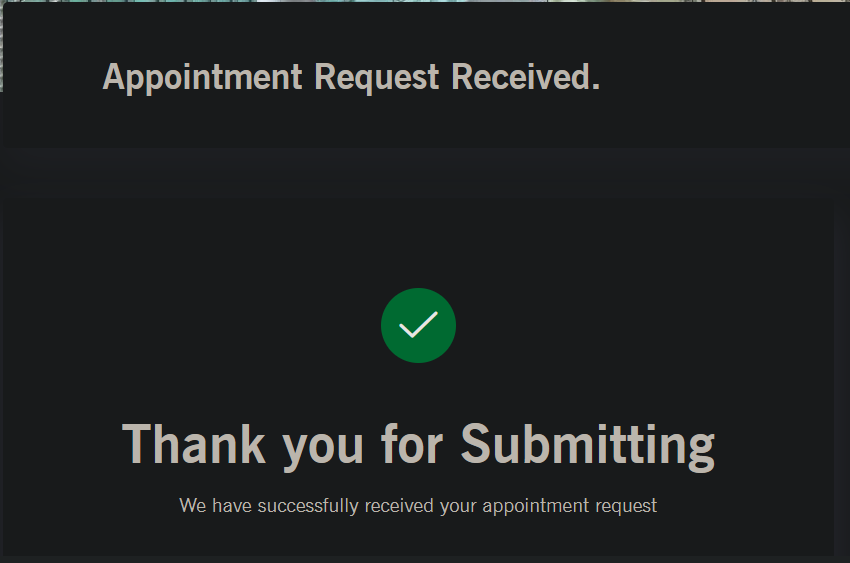 Appointment Request Received.
Thank you for Submitting
We have successfully received your appointment request